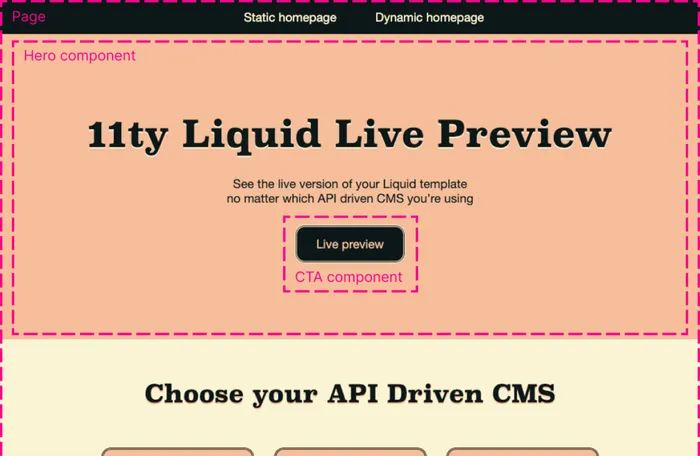 Page
Static homepage
Dynamic homepage
Hero component
11ty Liquid Live Preview
See the live version of your Liquid template
no matter which API driven CMS you’re using
Live preview
CTA component
Choose your API Driven CMS